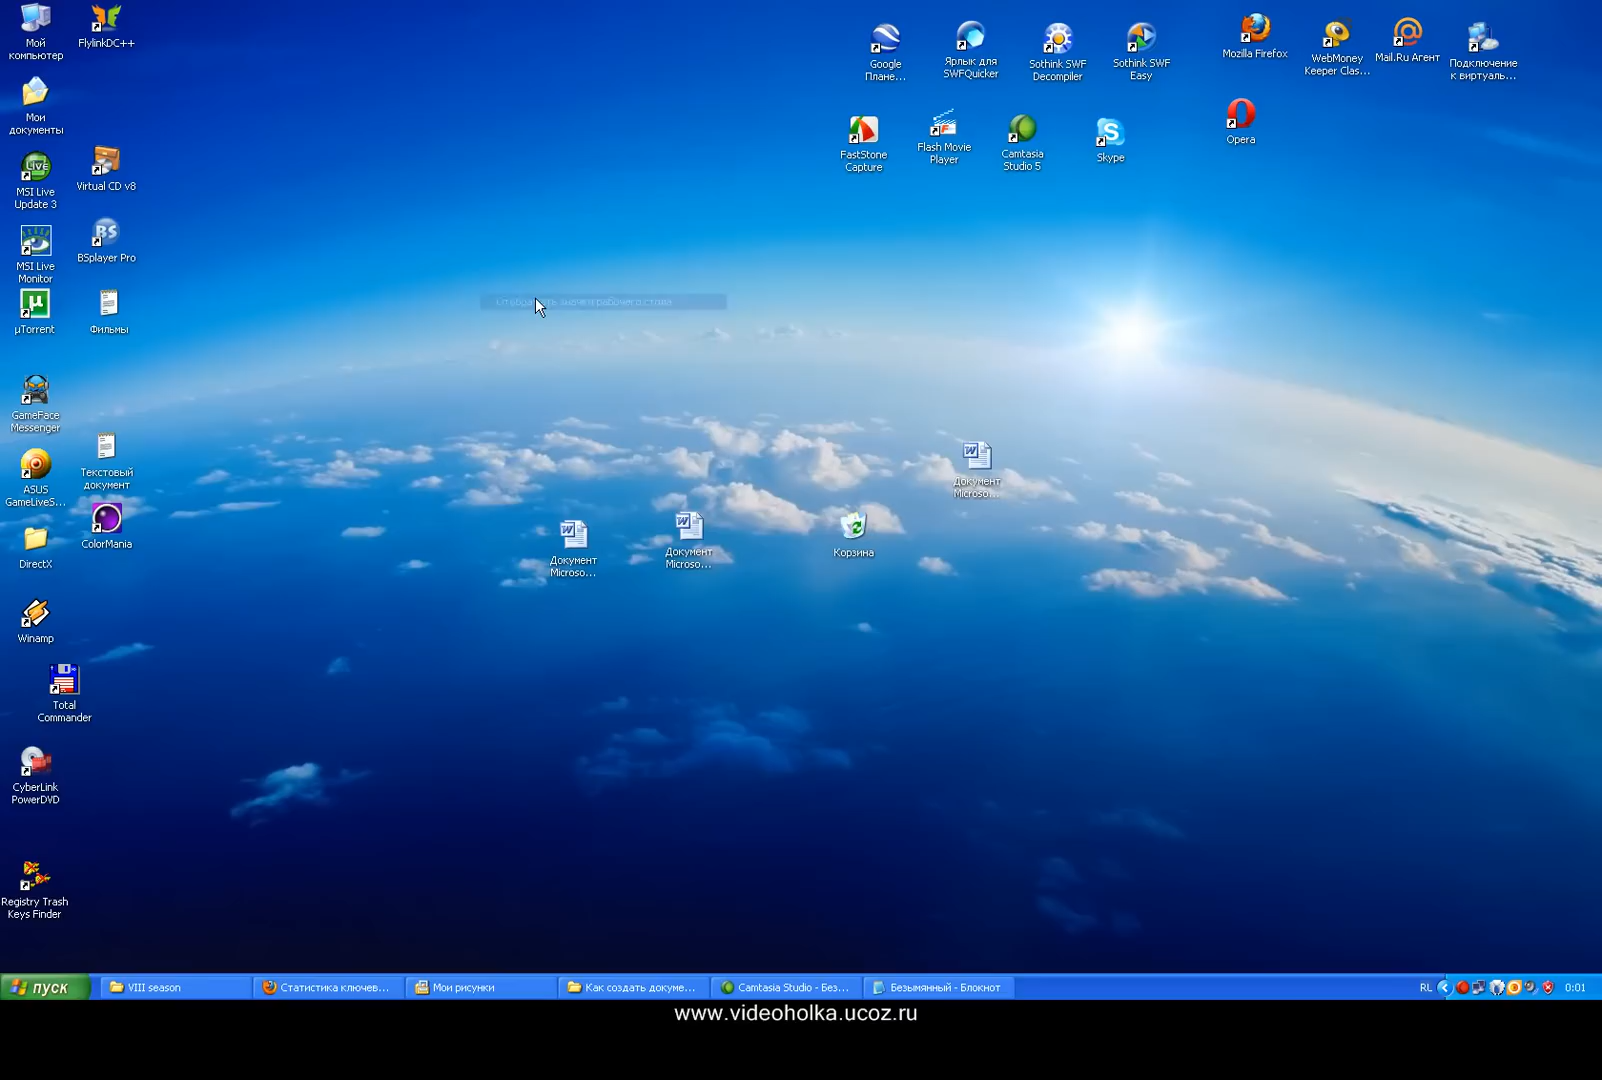 Мой
компьютер
FlylinkDC++
Google
Плане...
Ярлык для
SWFQuicker
Sothink SWF
Decompiler
Sothink SWF
Easy
Mozilla Firefox
WebMoney
Keeper Clas...
Mail.Ru Агент
Подключение
к виртуаль...
Мои
документы
FastStone
Capture
Flash Movie
Player
Camtasia
Studio 5
Skype
Opera
MSI Live
Update 3
Virtual CD v8
MSI Live
Monitor
BSplayer Pro
µTorrent
Фильмы
Отображать значки рабочего стола
GameFace
Messenger
ASUS
GameLiveS...
Текстовый
документ
DirectX
ColorMania
Документ
Microso...
Документ
Microso...
Документ
Microso...
Корзина
Winamp
Total
Commander
CyberLink
PowerDVD
Registry Trash
Keys Finder
пуск
VIII season
Статистика ключев...
Мои рисунки
Как создать докуме...
Camtasia Studio - Без...
Безымянный - Блокнот
RL
0:01
www.videoholka.ucoz.ru